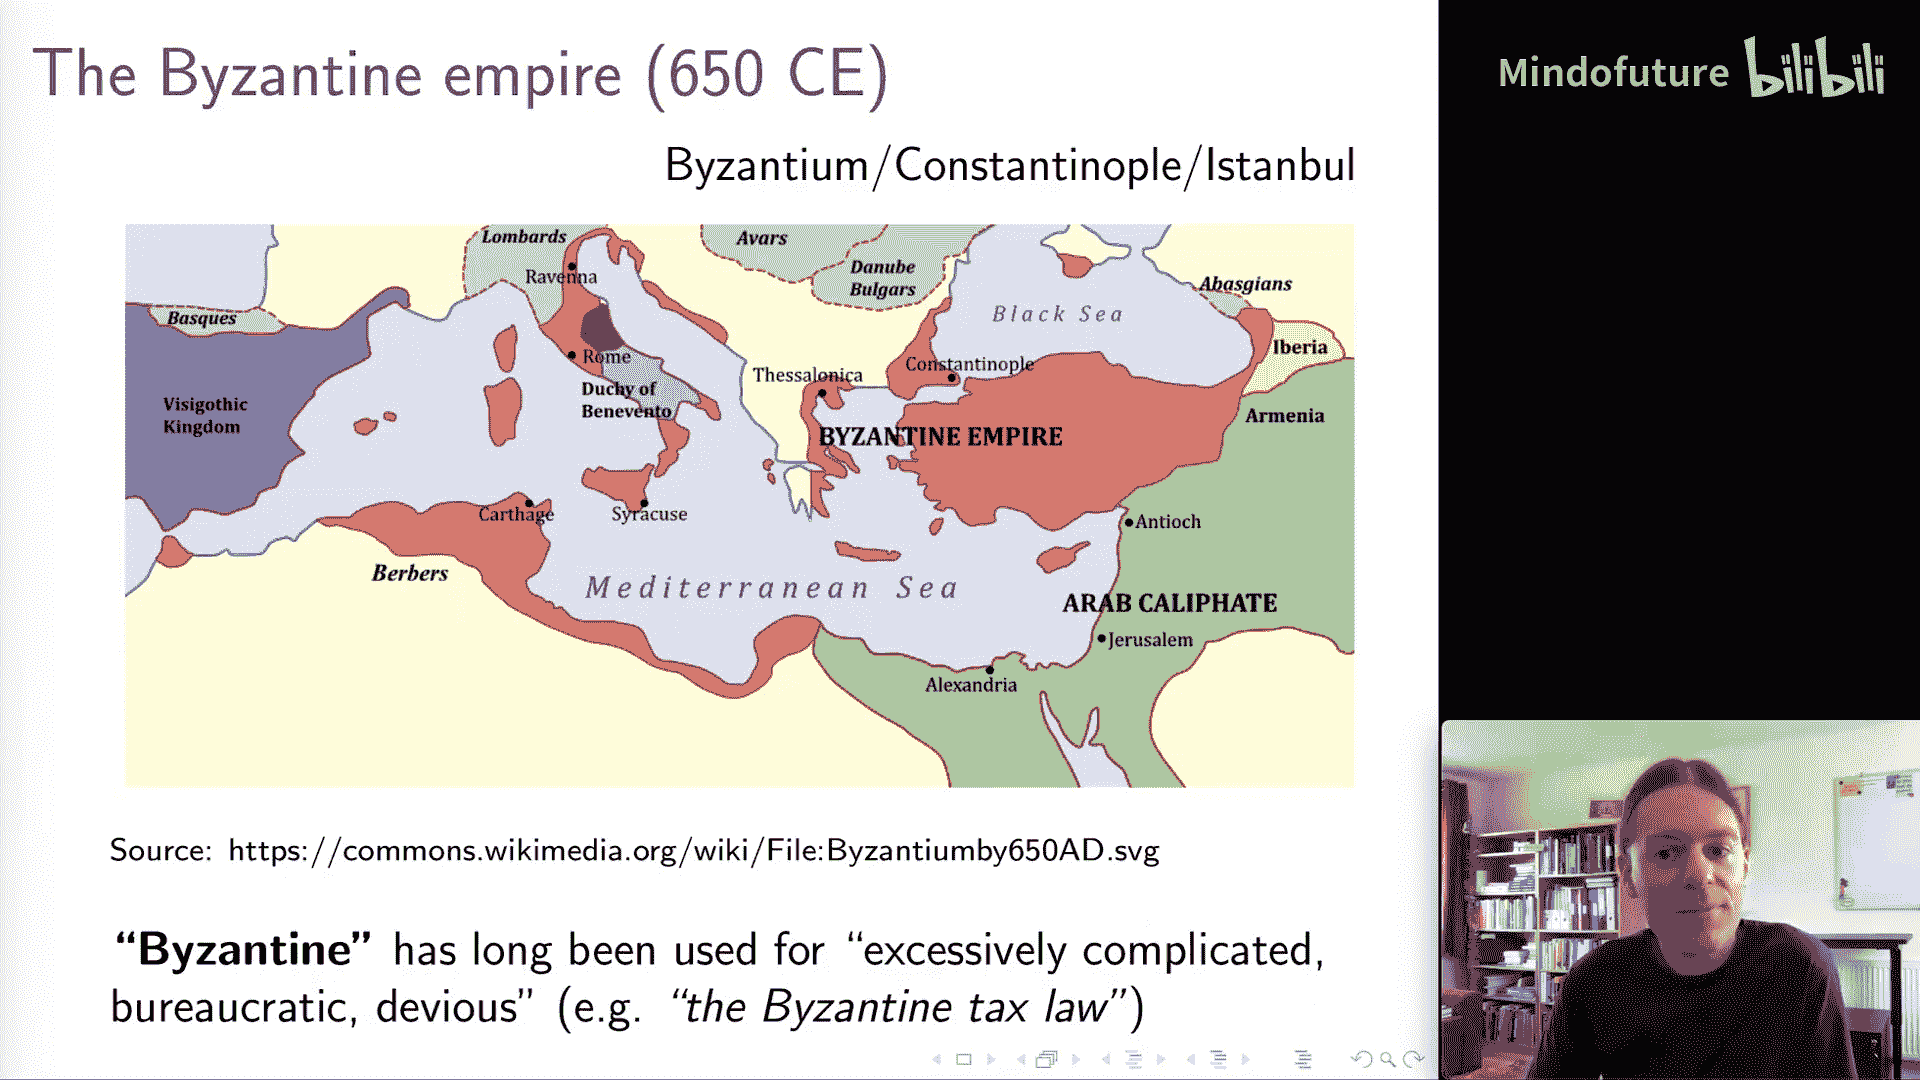 The Byzantine empire (650 CE)
Mindofuture bilibili
Byzantium/Constantinople/Istanbul
Lombards
Avars
Ravenna
Danube
Bulgars
Abasgians
Basques
Black Sea
Iberia
Rome
Constantinople
Thessalonica
Duchy of
Benevento
Visigothic
Kingdom
Armenia
BYZANTINE EMPIRE
Carthage
Syracuse
Antioch
Berbers
Mediterranean Sea
ARAB CALIPHATE
Jerusalem
Alexandria
Source: https://commons.wikimedia.org/wiki/File:Byzantiumby650AD.svg
“Byzantine” has long been used for “excessively complicated,
bureaucratic, devious” (e.g. “the Byzantine tax law”)